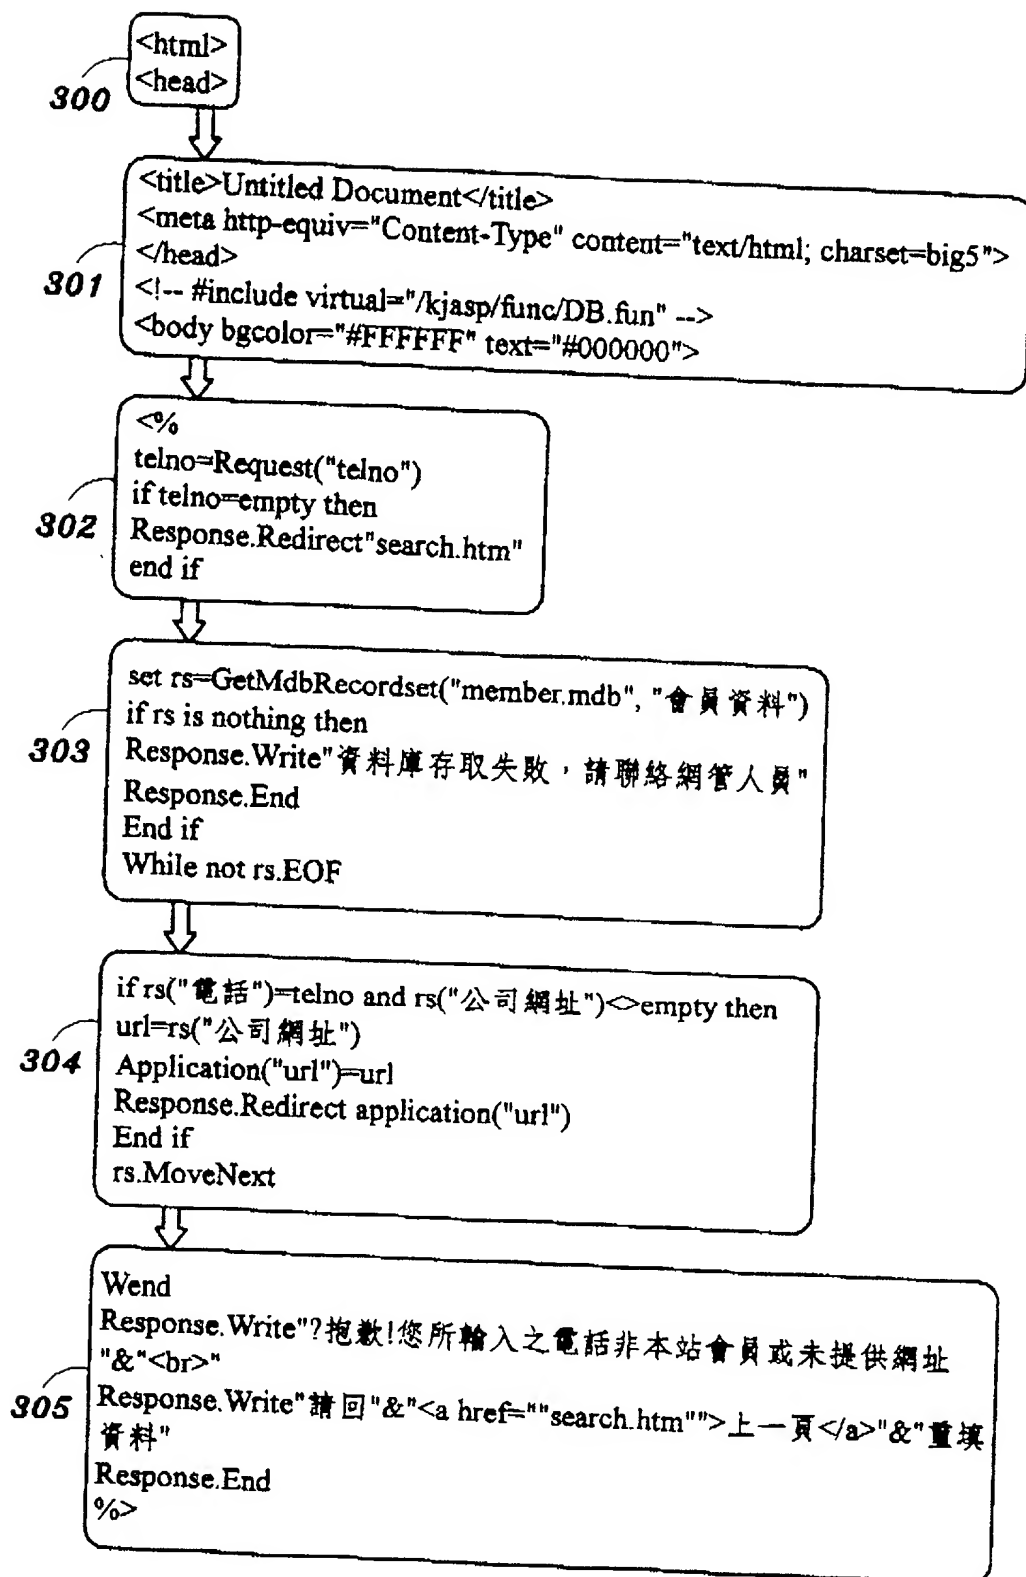 <html>
<head>
300
<title>Untitled Document</title>
<meta http-equiv="Content-Type" content="text/html; charset=big5">
</head>
<!-- #include virtual="/kjasp/func/DB.fun" -->
<body bgcolor="#FFFFFF" text="#000000">
301
<%
telno=Request("telno")
if telno=empty then
Response.Redirect"search.htm"
end if
302
set rs=GetMdbRecordset("member.mdb", "會員資料")
if rs is nothing then
Response.Write"資料庫存取失敗，請聯絡網管人員"
Response.End
End if
While not rs.EOF
303
if rs("電話")=telno and rs("公司網址")<>empty then
url=rs("公司網址")
Application("url")=url
Response.Redirect application("url")
End if
rs.MoveNext
304
Wend
Response.Write"?抱歉!您所輸入之電話非本站會員或未提供網址
"&"<br>"
Response.Write"請回"&"<a href=""search.htm"">上一頁</a>"&"重填
資料"
Response.End
%>
305